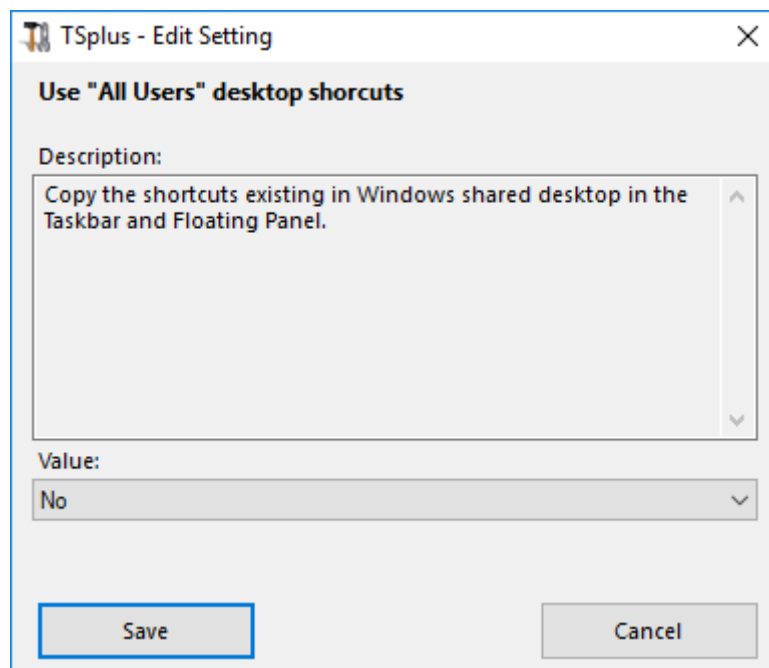 TSplus - Edit Setting
Use "All Users" desktop shorcuts
Description:
Copy the shortcuts existing in Windows shared desktop in the
Taskbar and Floating Panel.
Value:
No
Save
Cancel